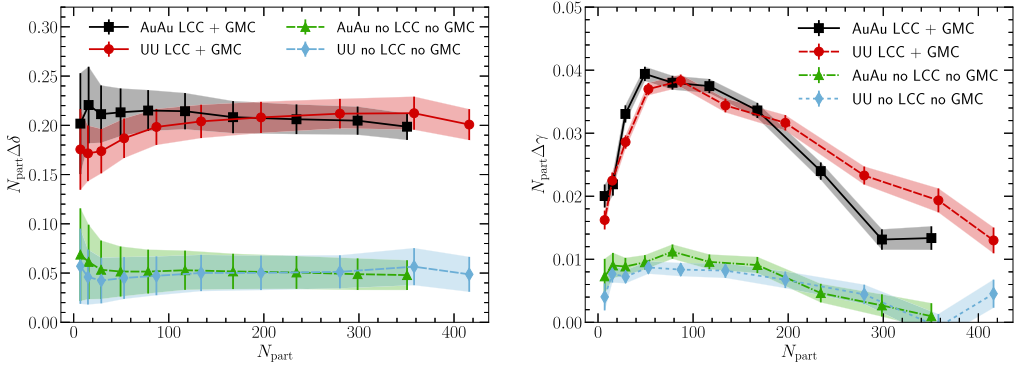 0.30
0.25
0.20
0.15
0.10
0.05
0.00
N_part Δδ
0 100 200 300 400
N_part
AuAu LCC + GMC
UU LCC + GMC
AuAu no LCC no GMC
UU no LCC no GMC
0.05
0.04
0.03
0.02
0.01
0.00
N_part Δγ
0 100 200 300 400
N_part
AuAu LCC + GMC
UU LCC + GMC
AuAu no LCC no GMC
UU no LCC no GMC